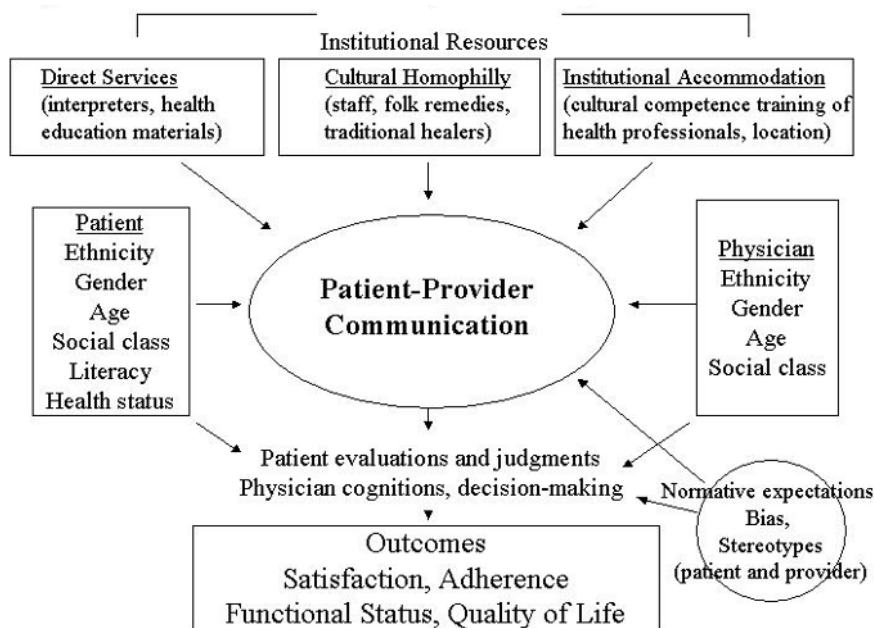 Institutional Resources
Direct Services
(interpreters, health
education materials)
Cultural Homophilly
(staff, folk remedies,
traditional healers)
Institutional Accommodation
(cultural competence training of
health professionals, location)
Patient
Ethnicity
Gender
Age
Social class
Literacy
Health status
Patient-Provider
Communication
Physician
Ethnicity
Gender
Age
Social class
Patient evaluations and judgments
Physician cognitions, decision-making
Normative expectations
Bias,
Stereotypes
(patient and provider)
Outcomes
Satisfaction, Adherence
Functional Status, Quality of Life